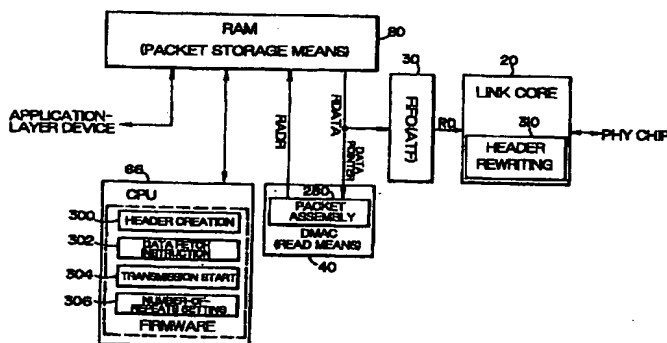 RAM
(PACKET STORAGE MEANS)
80
APPLICATION-
LAYER DEVICE
RADR
RDATA
DATA
POINTER
30
FIFO(ATF)
RD
20
LINK CORE
310
HEADER
REWRITING
PHY CHIP
66
CPU
300
HEADER CREATION
302
DATA FETCH
INSTRUCTION
304
TRANSMISSION START
306
NUMBER-OF-
REPEATS SETTING
FIRMWARE
280
PACKET
ASSEMBLY
DMAC
(READ MEANS)
40